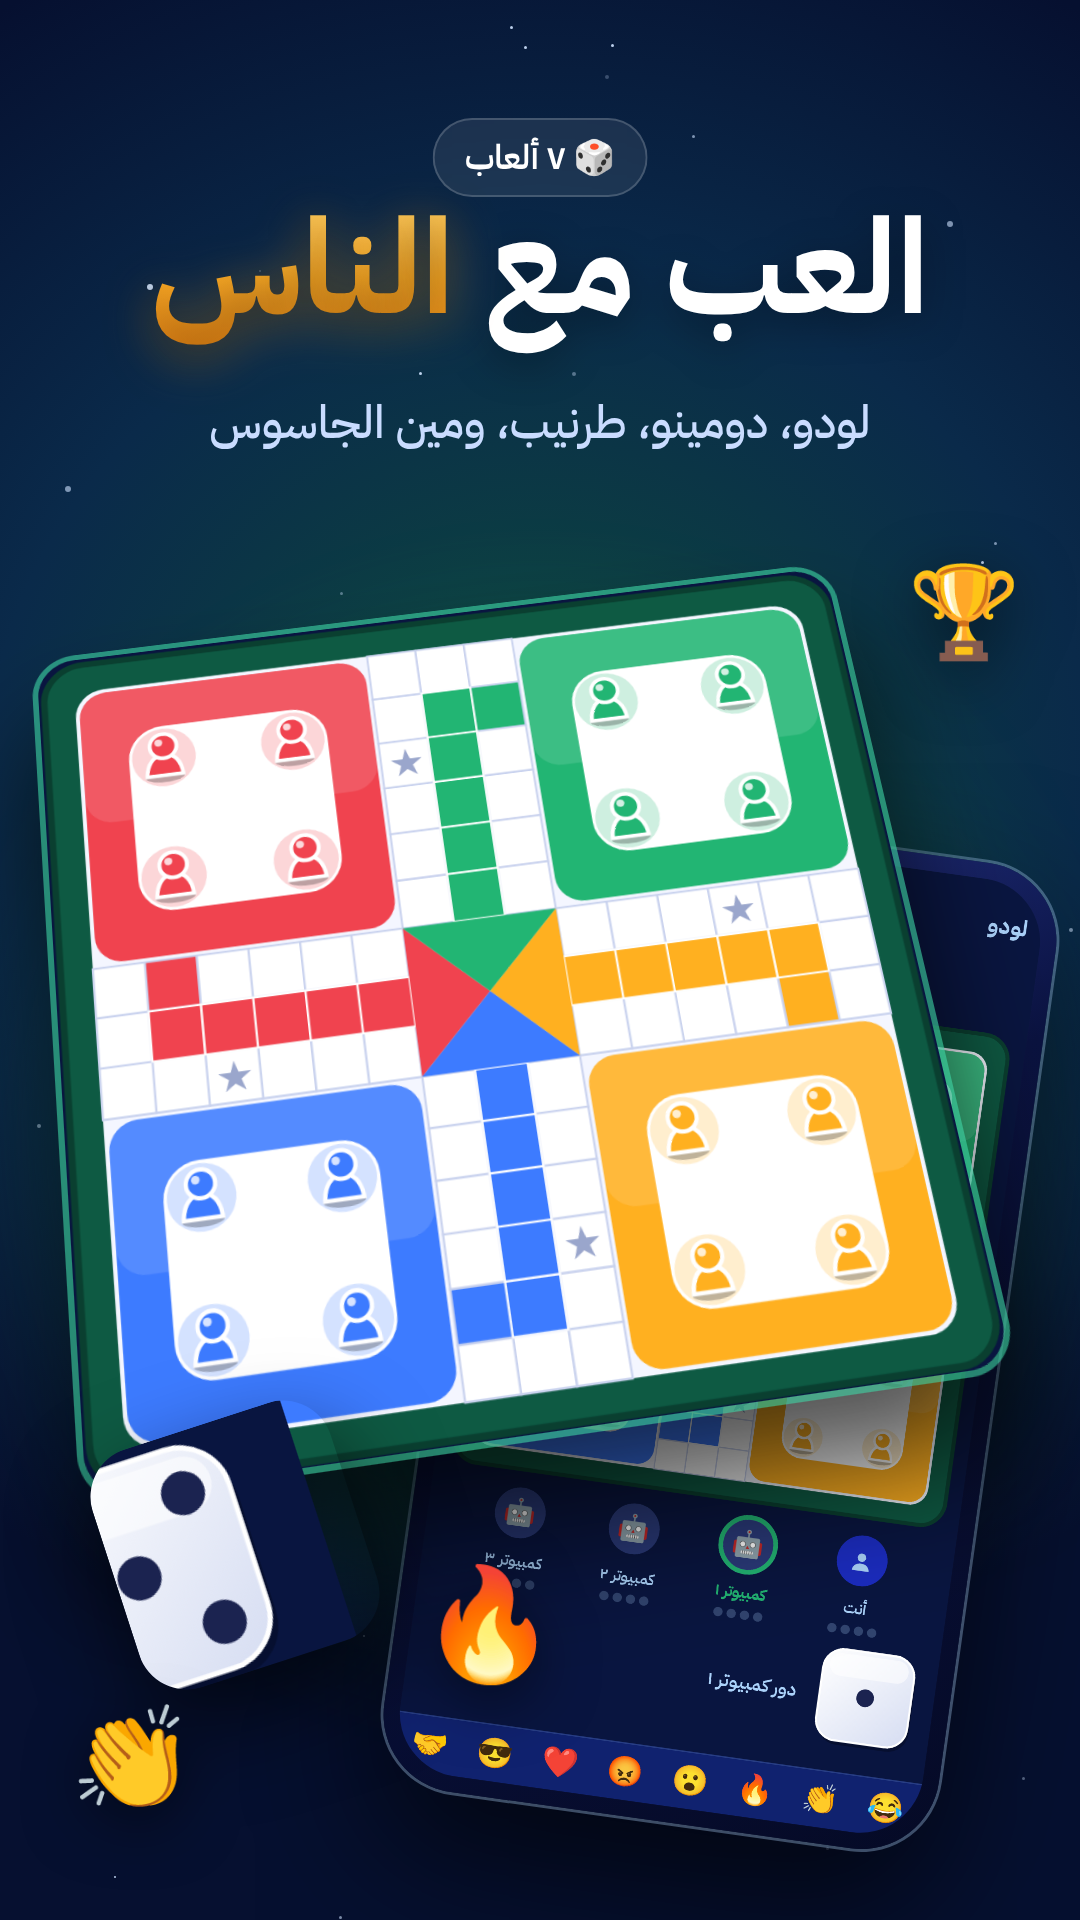 ٧ ألعاب
العب مع الناس
لودو، دومينو، طرنيب، ومين الجاسوس
لودو
أنت
كمبيوتر ١
كمبيوتر ٢
كمبيوتر ٣
دور كمبيوتر ١